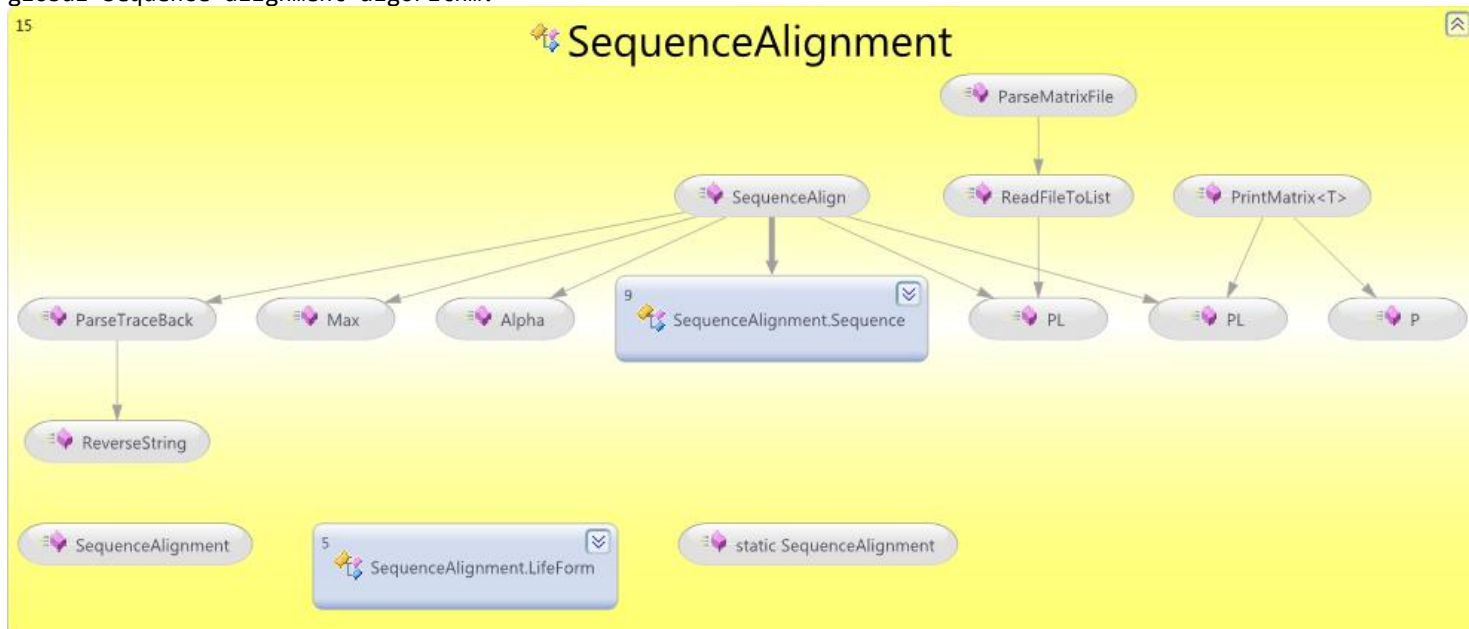 global sequence alignment algorithm.
15
SequenceAlignment
ParseMatrixFile
SequenceAlign
ReadFileToList
PrintMatrix<T>
ParseTraceBack
Max
Alpha
9
SequenceAlignment.Sequence
PL
PL
P
ReverseString
SequenceAlignment
5
SequenceAlignment.LifeForm
static SequenceAlignment